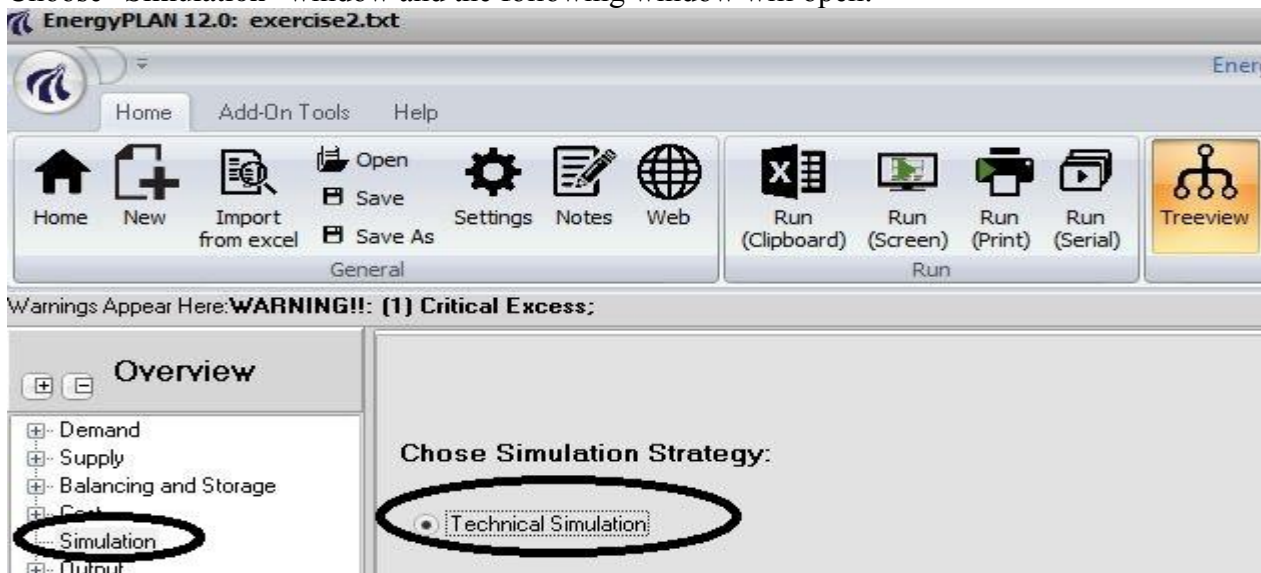 Choose "Simulation" window and the following window will open:
EnergyPLAN 12.0: exercise2.txt
Ener
Home Add-On Tools Help
Home New Import from excel Open Save Save As Settings Notes Web Run (Clipboard) Run (Screen) Run (Print) Run (Serial) Treeview
General Run
Warnings Appear Here:WARNING!!: (1) Critical Excess;
Overview
Demand
Supply
Balancing and Storage
Cost
Simulation
Output
Chose Simulation Strategy:
Technical Simulation